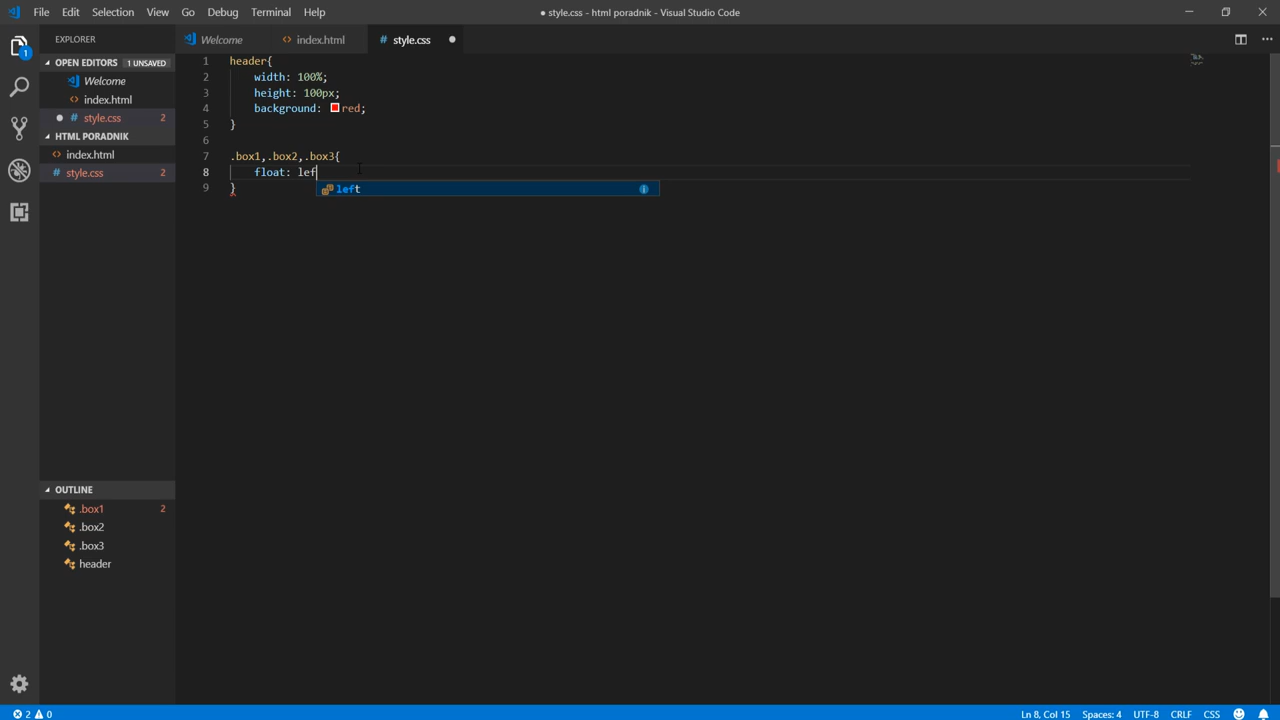 File Edit Selection View Go Debug Terminal Help
● style.css - html poradnik - Visual Studio Code
EXPLORER
Welcome
index.html
style.css
OPEN EDITORS 1 UNSAVED
Welcome
index.html
style.css 2
HTML PORADNIK
index.html
style.css 2
1 header{
2 width: 100%;
3 height: 100px;
4 background: red;
5 }
6
7 .box1,.box2,.box3{
8 float: lef
9 }
left
OUTLINE
.box1 2
.box2
.box3
header
1
2 0
Ln 8, Col 15 Spaces: 4 UTF-8 CRLF CSS